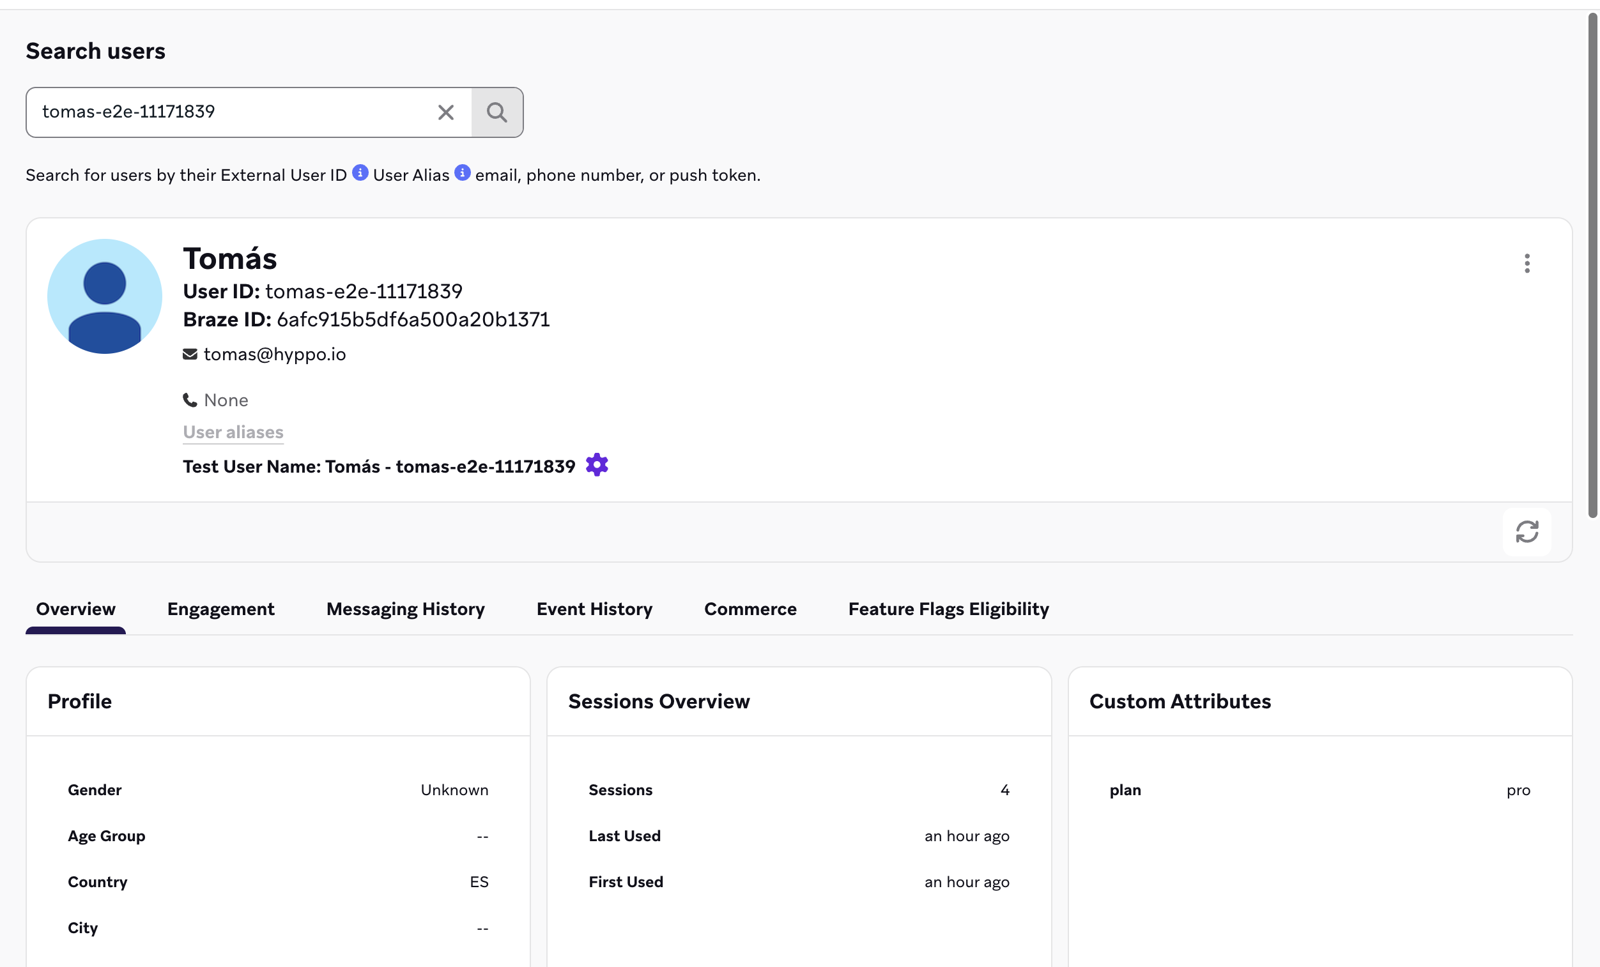 Search users
tomas-e2e-11171839
Search for users by their External User ID User Alias email, phone number, or push token.
Tomás
User ID: tomas-e2e-11171839
Braze ID: 6afc915b5df6a500a20b1371
tomas@hyppo.io
None
User aliases
Test User Name: Tomás - tomas-e2e-11171839
Overview Engagement Messaging History Event History Commerce Feature Flags Eligibility
Profile
Gender Unknown
Age Group --
Country ES
City --
Sessions Overview
Sessions 4
Last Used an hour ago
First Used an hour ago
Custom Attributes
plan pro